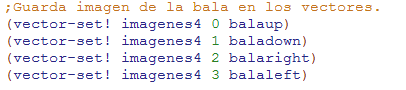 ;Guarda imagen de la bala en los vectores.
(vector-set! imagenes4 0 balaup)
(vector-set! imagenes4 1 baladown)
(vector-set! imagenes4 2 balaright)
(vector-set! imagenes4 3 balaleft)